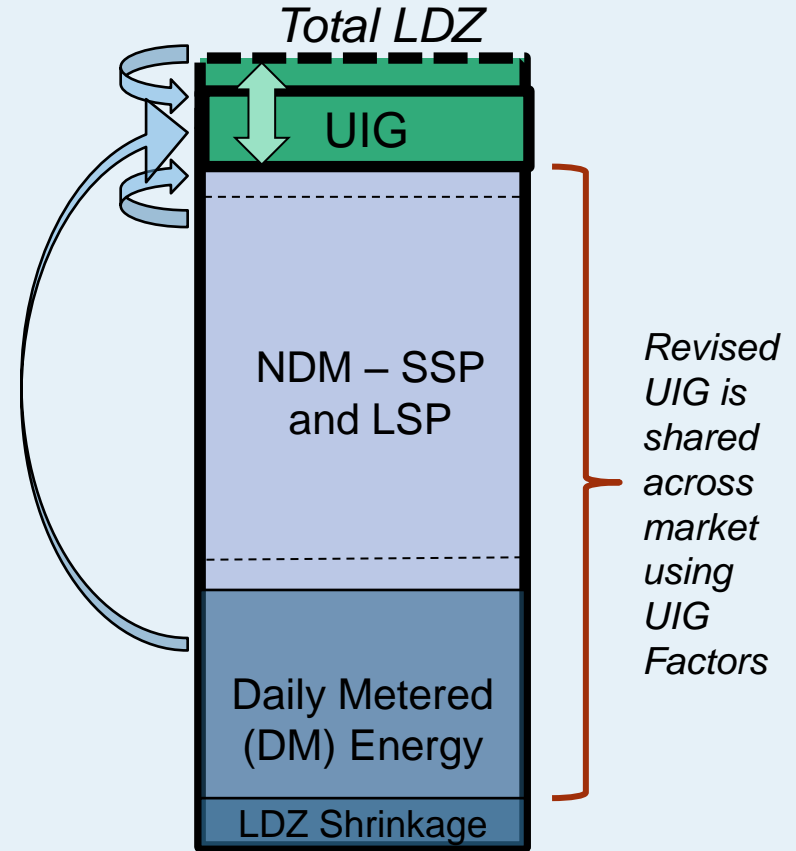 Total LDZ
UIG
NDM – SSP
and LSP
Revised
UIG is
shared
across
market
using
UIG
Factors
Daily Metered
(DM) Energy
LDZ Shrinkage